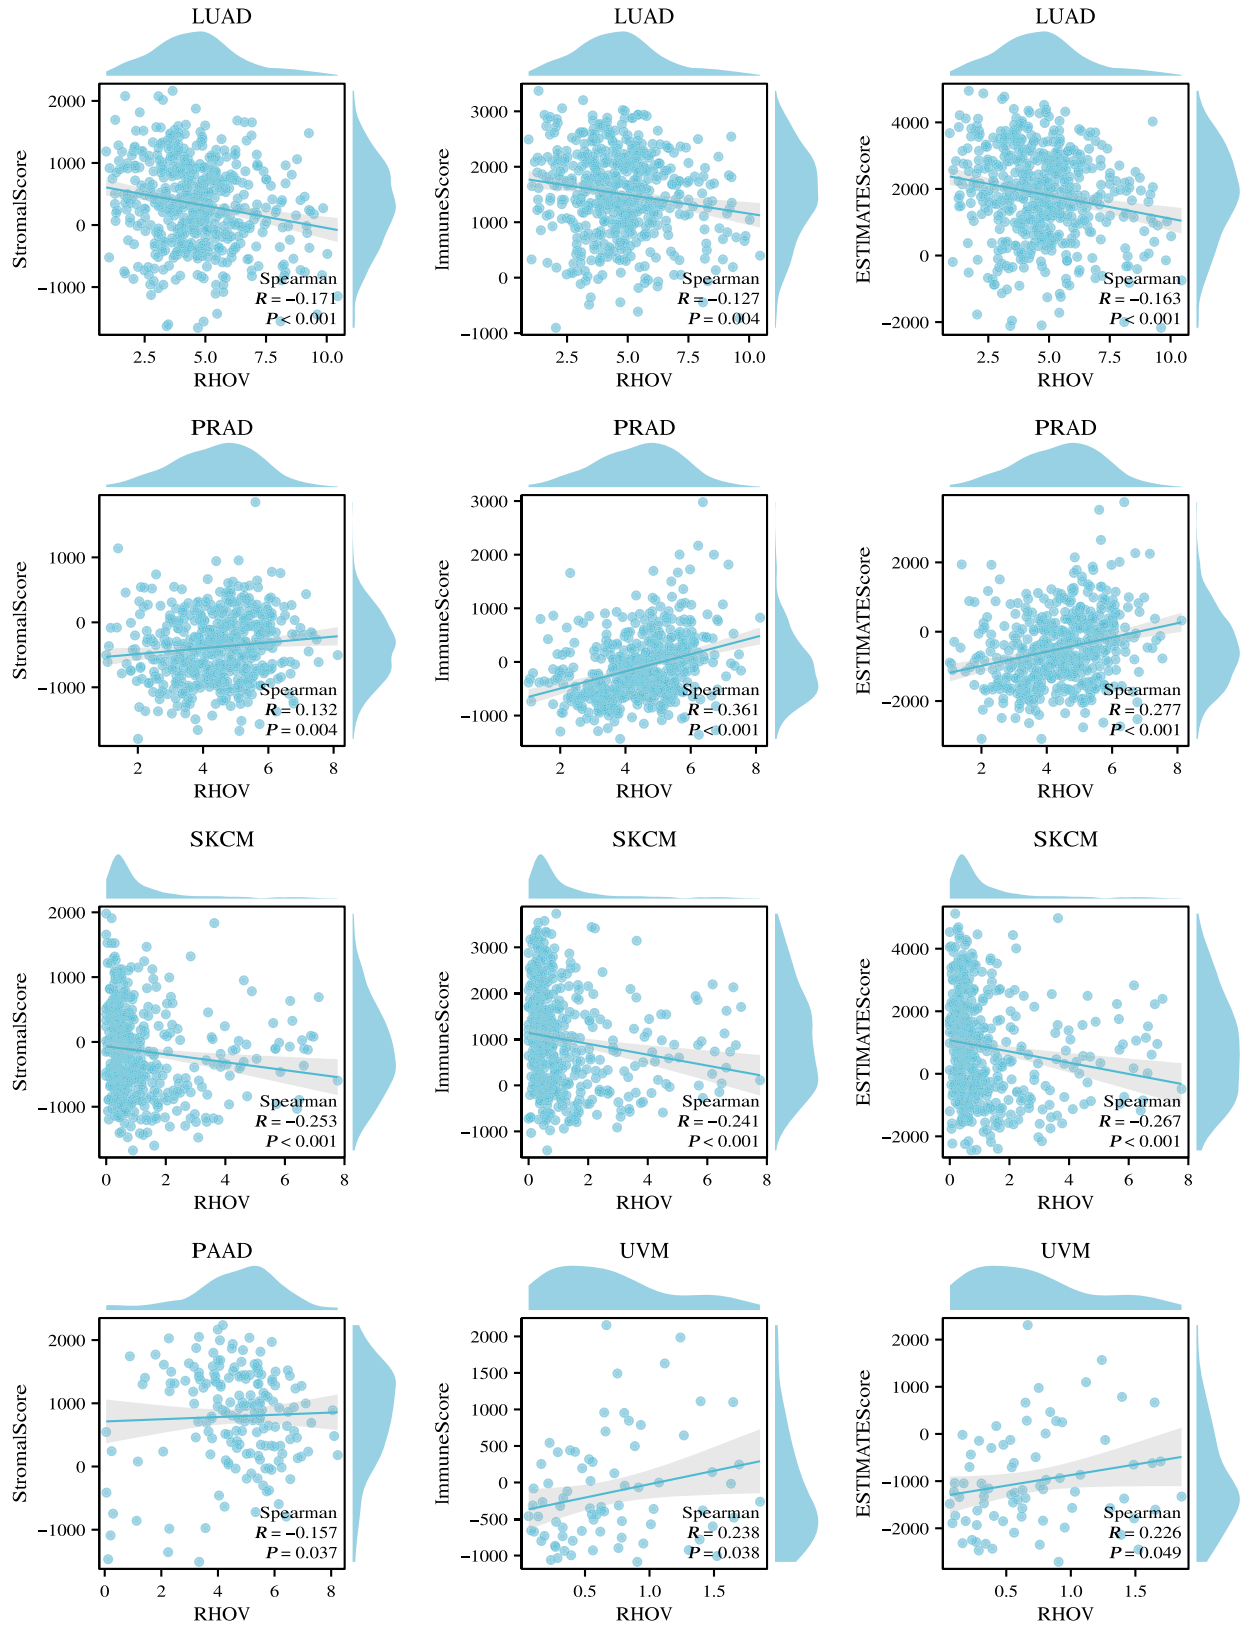 LUAD
StromalScore
2000
1000
0
−1000
Spearman
R = −0.171
P < 0.001
2.5 5.0 7.5 10.0
RHOV
LUAD
ImmuneScore
3000
2000
1000
0
−1000
Spearman
R = −0.127
P = 0.004
2.5 5.0 7.5 10.0
RHOV
LUAD
ESTIMATEScore
4000
2000
0
−2000
Spearman
R = −0.163
P < 0.001
2.5 5.0 7.5 10.0
RHOV
PRAD
StromalScore
1000
0
−1000
Spearman
R = 0.132
P = 0.004
2 4 6 8
RHOV
PRAD
ImmuneScore
3000
2000
1000
0
−1000
Spearman
R = 0.361
P < 0.001
2 4 6 8
RHOV
PRAD
ESTIMATEScore
2000
0
−2000
Spearman
R = 0.277
P < 0.001
2 4 6 8
RHOV
SKCM
StromalScore
2000
1000
0
−1000
Spearman
R = −0.253
P < 0.001
0 2 4 6 8
RHOV
SKCM
ImmuneScore
3000
2000
1000
0
−1000
Spearman
R = −0.241
P < 0.001
0 2 4 6 8
RHOV
SKCM
ESTIMATEScore
4000
2000
0
−2000
Spearman
R = −0.267
P < 0.001
0 2 4 6 8
RHOV
PAAD
StromalScore
2000
1000
0
−1000
Spearman
R = −0.157
P = 0.037
0 2 4 6 8
RHOV
UVM
ImmuneScore
2000
1500
1000
500
0
−500
−1000
Spearman
R = 0.238
P = 0.038
0.5 1.0 1.5
RHOV
UVM
ESTIMATEScore
2000
1000
0
−1000
−2000
Spearman
R = 0.226
P = 0.049
0.5 1.0 1.5
RHOV